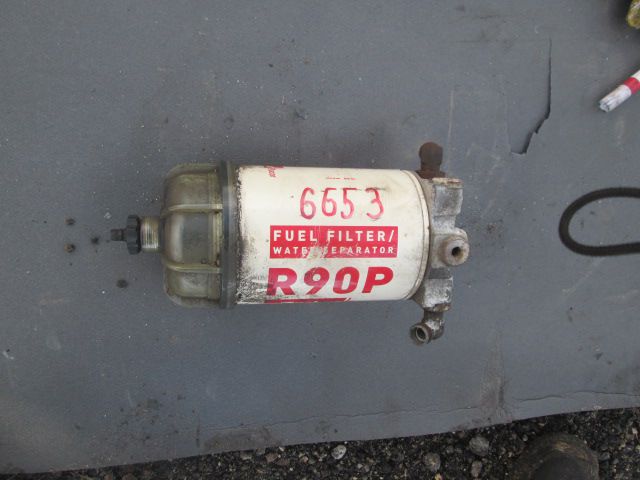 6653
FUEL FILTER/
WATER SEPARATOR
R90P